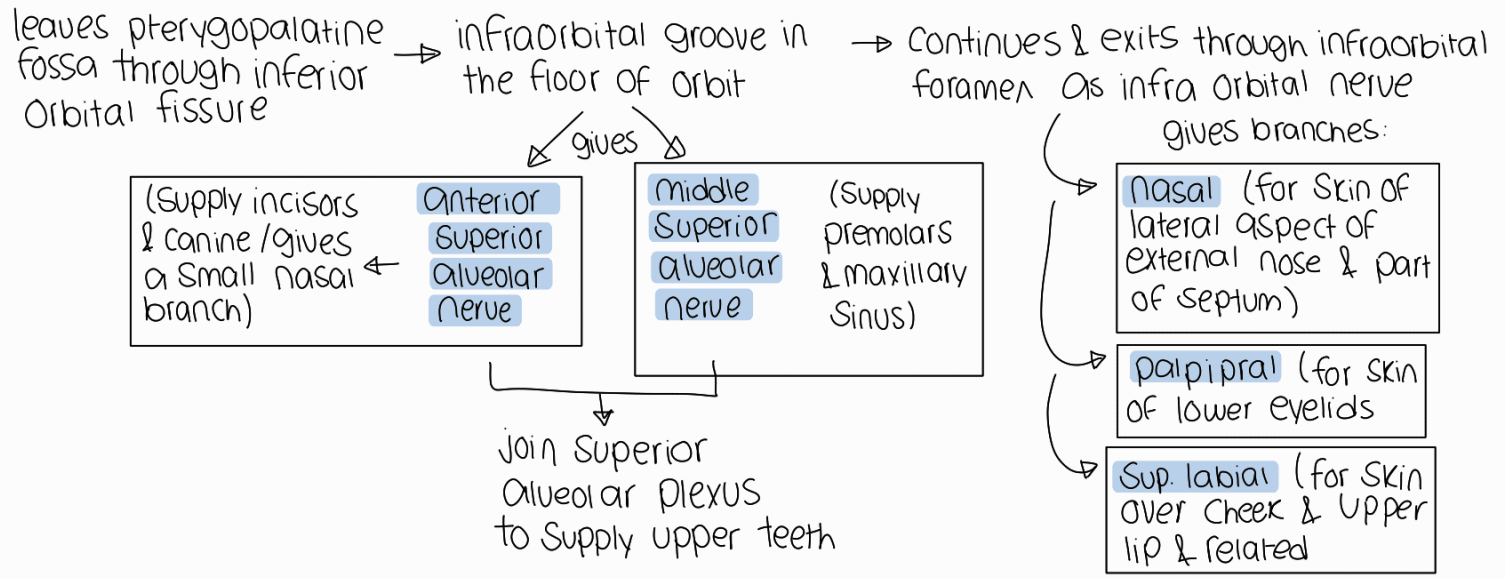 leaves pterygopalatine
fossa through inferior
orbital fissure
infraorbital groove in
the floor of orbit
continues & exits through infraorbital
foramen as infra orbital nerve
gives branches:
gives
(supply incisors
& canine/gives
a small nasal
branch)
anterior
superior
alveolar
nerve
middle
superior
alveolar
nerve
(supply
premolars
& maxillary
sinus)
join superior
alveolar plexus
to supply upper teeth
nasal (for skin of
lateral aspect of
external nose & part
of septum)
palpipral (for skin
of lower eyelids
sup. labial (for skin
over cheek & upper
lip & related